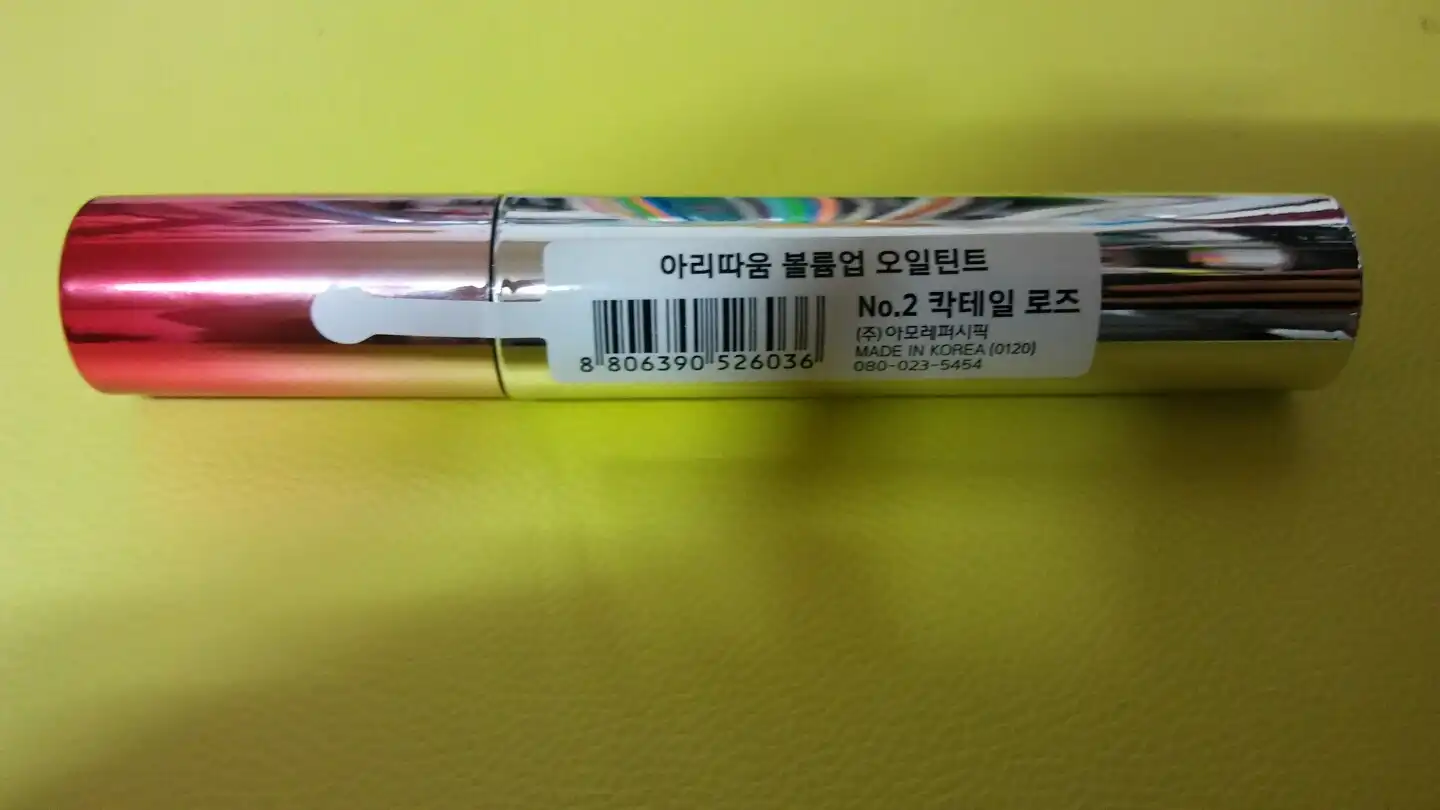 아리따움 볼륨업 오일틴트
No.2 칵테일 로즈
(주)아모레퍼시픽
MADE IN KOREA (0120)
080-023-5454
8 806390 526036